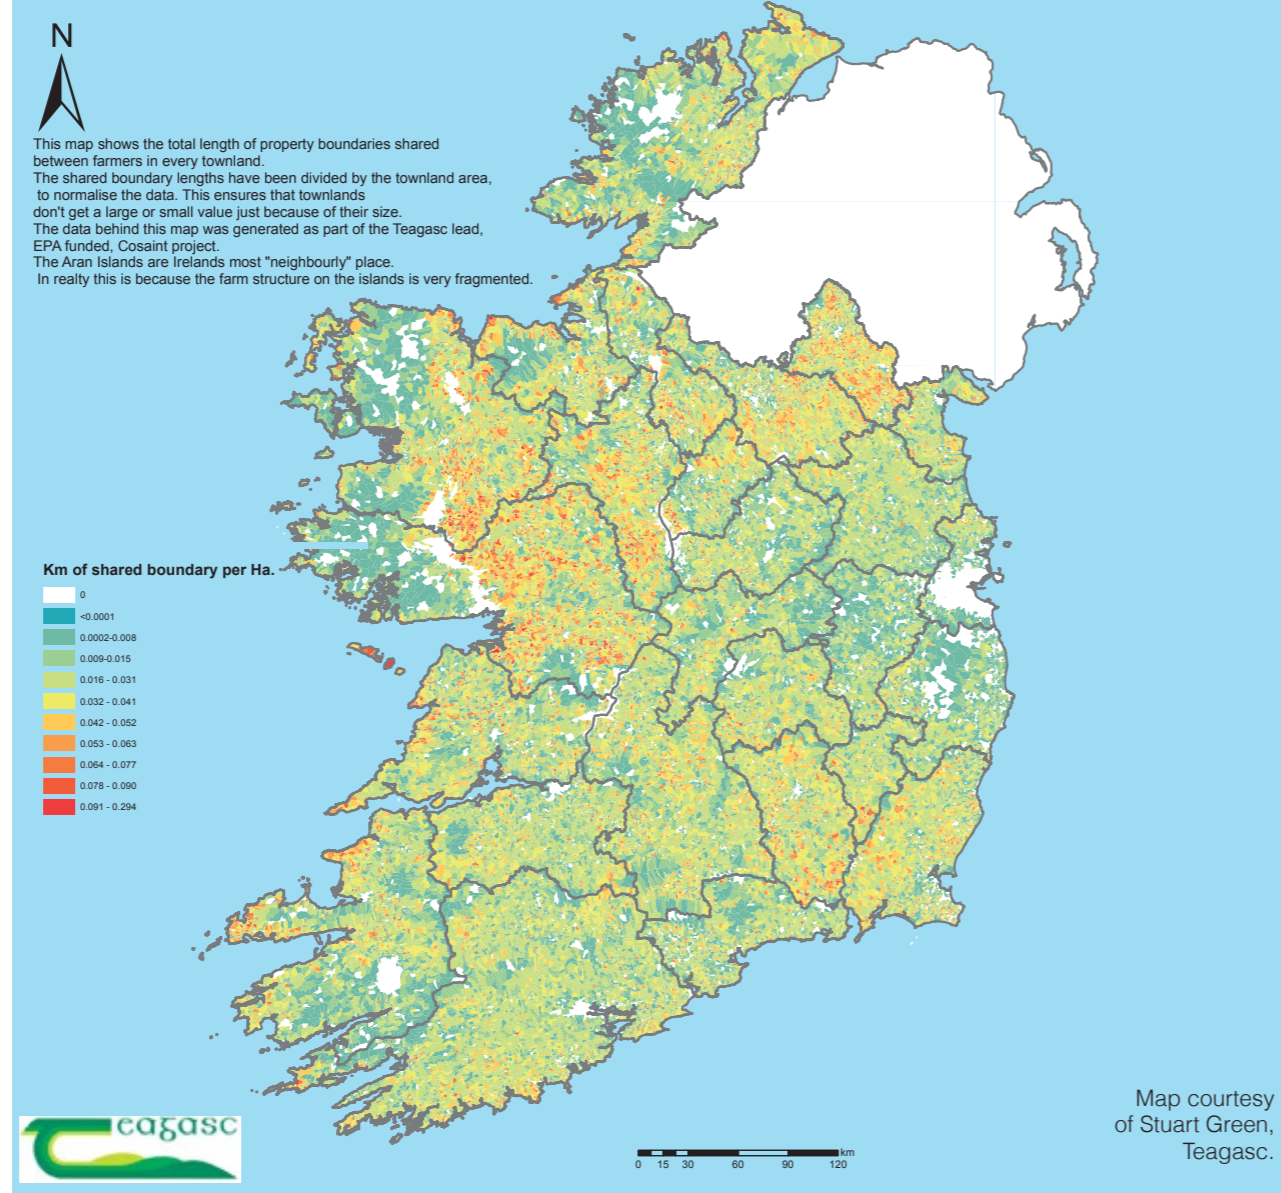 N
This map shows the total length of property boundaries shared
between farmers in every townland.
The shared boundary lengths have been divided by the townland area,
to normalise the data. This ensures that townlands
don't get a large or small value just because of their size.
The data behind this map was generated as part of the Teagasc lead,
EPA funded, Cosaint project.
The Aran Islands are Irelands most "neighbourly" place.
In realty this is because the farm structure on the islands is very fragmented.
Km of shared boundary per Ha.
0
<0.0001
0.0002-0.008
0.009-0.015
0.016 - 0.031
0.032 - 0.041
0.042 - 0.052
0.053 - 0.063
0.064 - 0.077
0.078 - 0.090
0.091 - 0.294
teagasc
km
0 15 30 60 90 120
Map courtesy
of Stuart Green,
Teagasc.